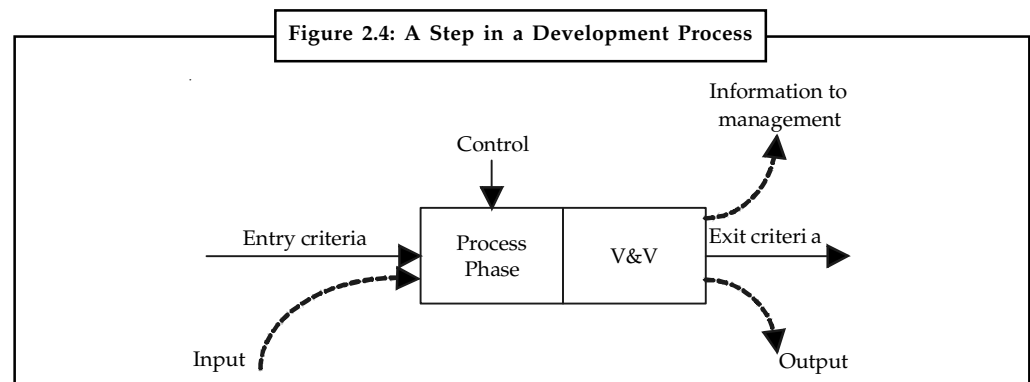 Figure 2.4: A Step in a Development Process
Information to
management
Control
Entry criteria
Process
Phase
V&V
Exit criteri a
Input
Output